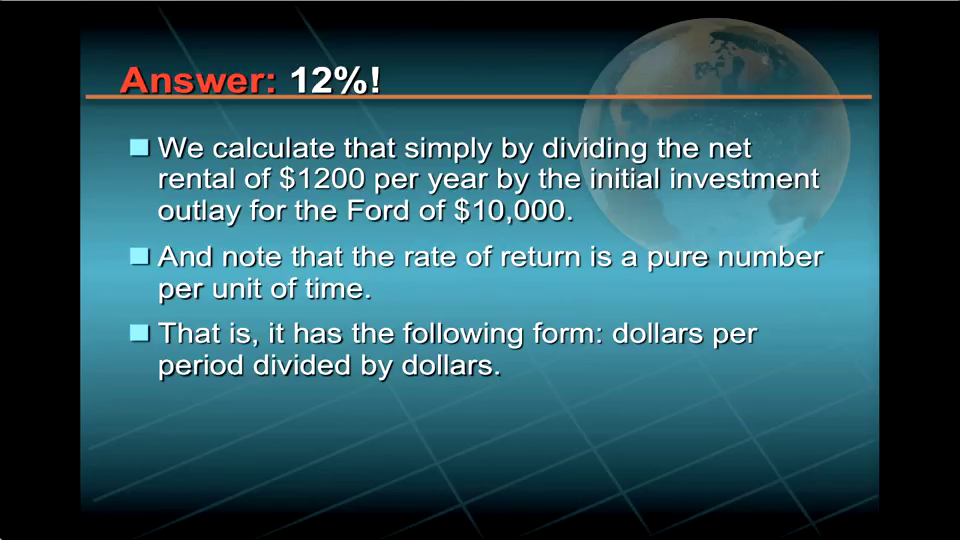 Answer: 12%!
We calculate that simply by dividing the net
rental of $1200 per year by the initial investment
outlay for the Ford of $10,000.
And note that the rate of return is a pure number
per unit of time.
That is, it has the following form: dollars per
period divided by dollars.